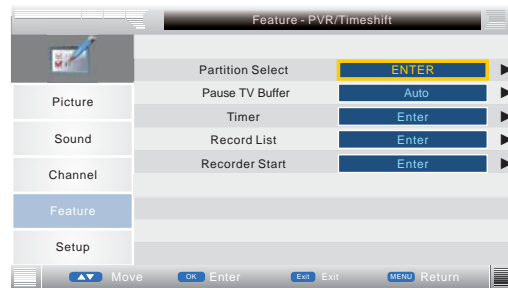 Feature - PVR/Timeshift
Partition Select ENTER
Picture
Pause TV Buffer Auto
Timer Enter
Sound
Record List Enter
Recorder Start Enter
Channel
Feature
Setup
▲▼ Move OK Enter Exit Exit MENU Return